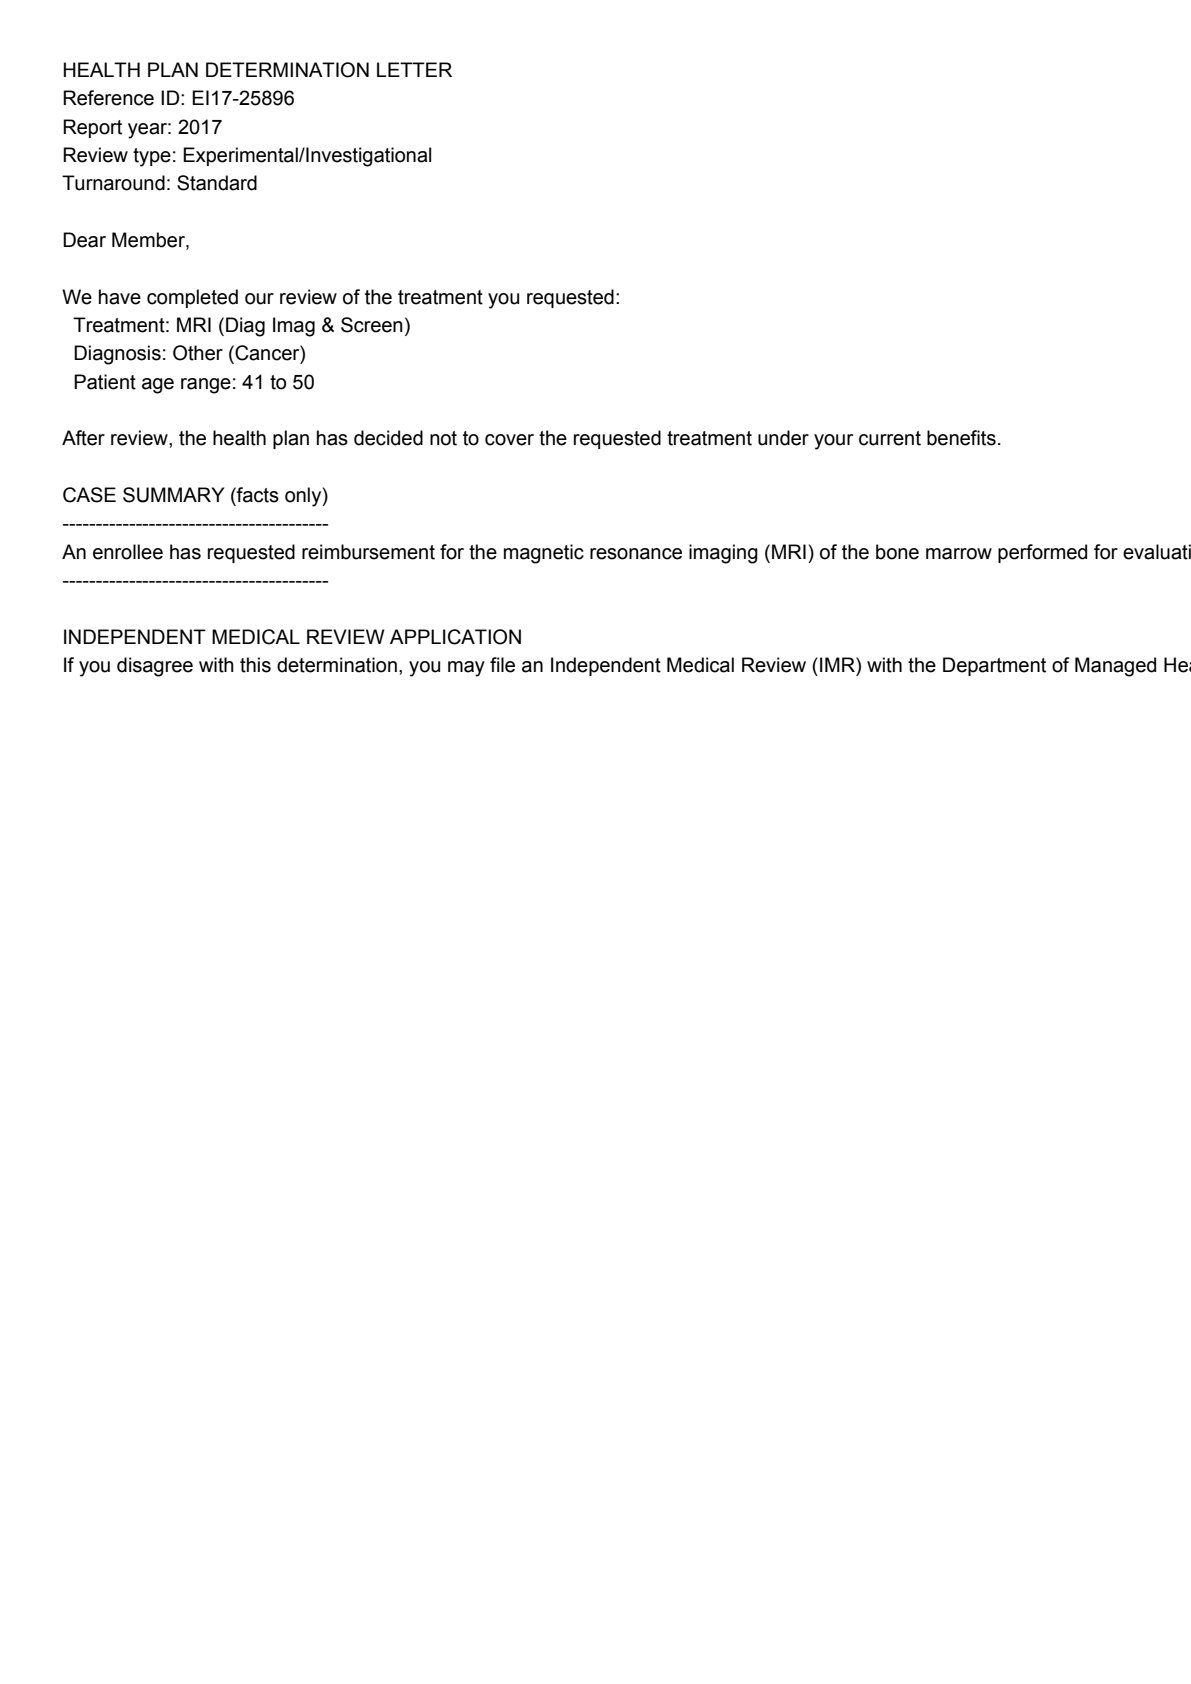 HEALTH PLAN DETERMINATION LETTER
Reference ID: EI17-25896
Report year: 2017
Review type: Experimental/Investigational
Turnaround: Standard
Dear Member,
We have completed our review of the treatment you requested:
Treatment: MRI (Diag Imag & Screen)
Diagnosis: Other (Cancer)
Patient age range: 41 to 50
After review, the health plan has decided not to cover the requested treatment under your current benefits.
CASE SUMMARY (facts only)
----------------------------------------
An enrollee has requested reimbursement for the magnetic resonance imaging (MRI) of the bone marrow performed for
----------------------------------------
INDEPENDENT MEDICAL REVIEW APPLICATION
If you disagree with this determination, you may file an Independent Medical Review (IMR) with the Department of Managed